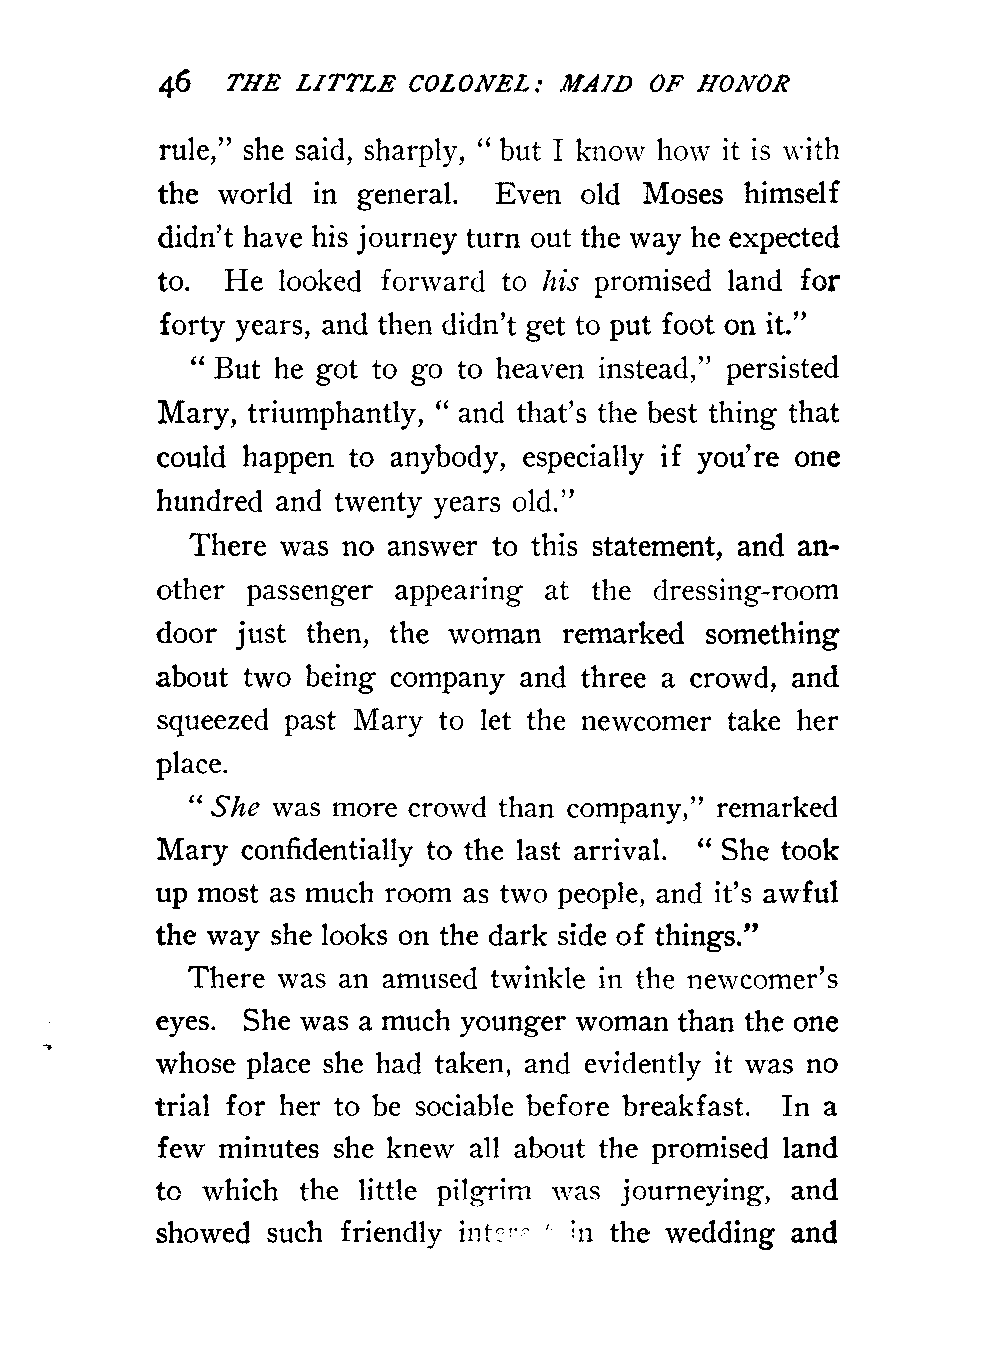 46 THE LITTLE COLONEL: MAID OF HONOR
rule," she said, sharply, "but I know how it is with
the world in general. Even old Moses himself
didn't have his journey turn out the way he expected
to. He looked forward to his promised land for
forty years, and then didn't get to put foot on it."
"But he got to go to heaven instead," persisted
Mary, triumphantly, "and that's the best thing that
could happen to anybody, especially if you're one
hundred and twenty years old."
There was no answer to this statement, and an-
other passenger appearing at the dressing-room
door just then, the woman remarked something
about two being company and three a crowd, and
squeezed past Mary to let the newcomer take her
place.
"She was more crowd than company," remarked
Mary confidentially to the last arrival. "She took
up most as much room as two people, and it's awful
the way she looks on the dark side of things."
There was an amused twinkle in the newcomer's
eyes. She was a much younger woman than the one
whose place she had taken, and evidently it was no
trial for her to be sociable before breakfast. In a
few minutes she knew all about the promised land
to which the little pilgrim was journeying, and
showed such friendly in the wedding and